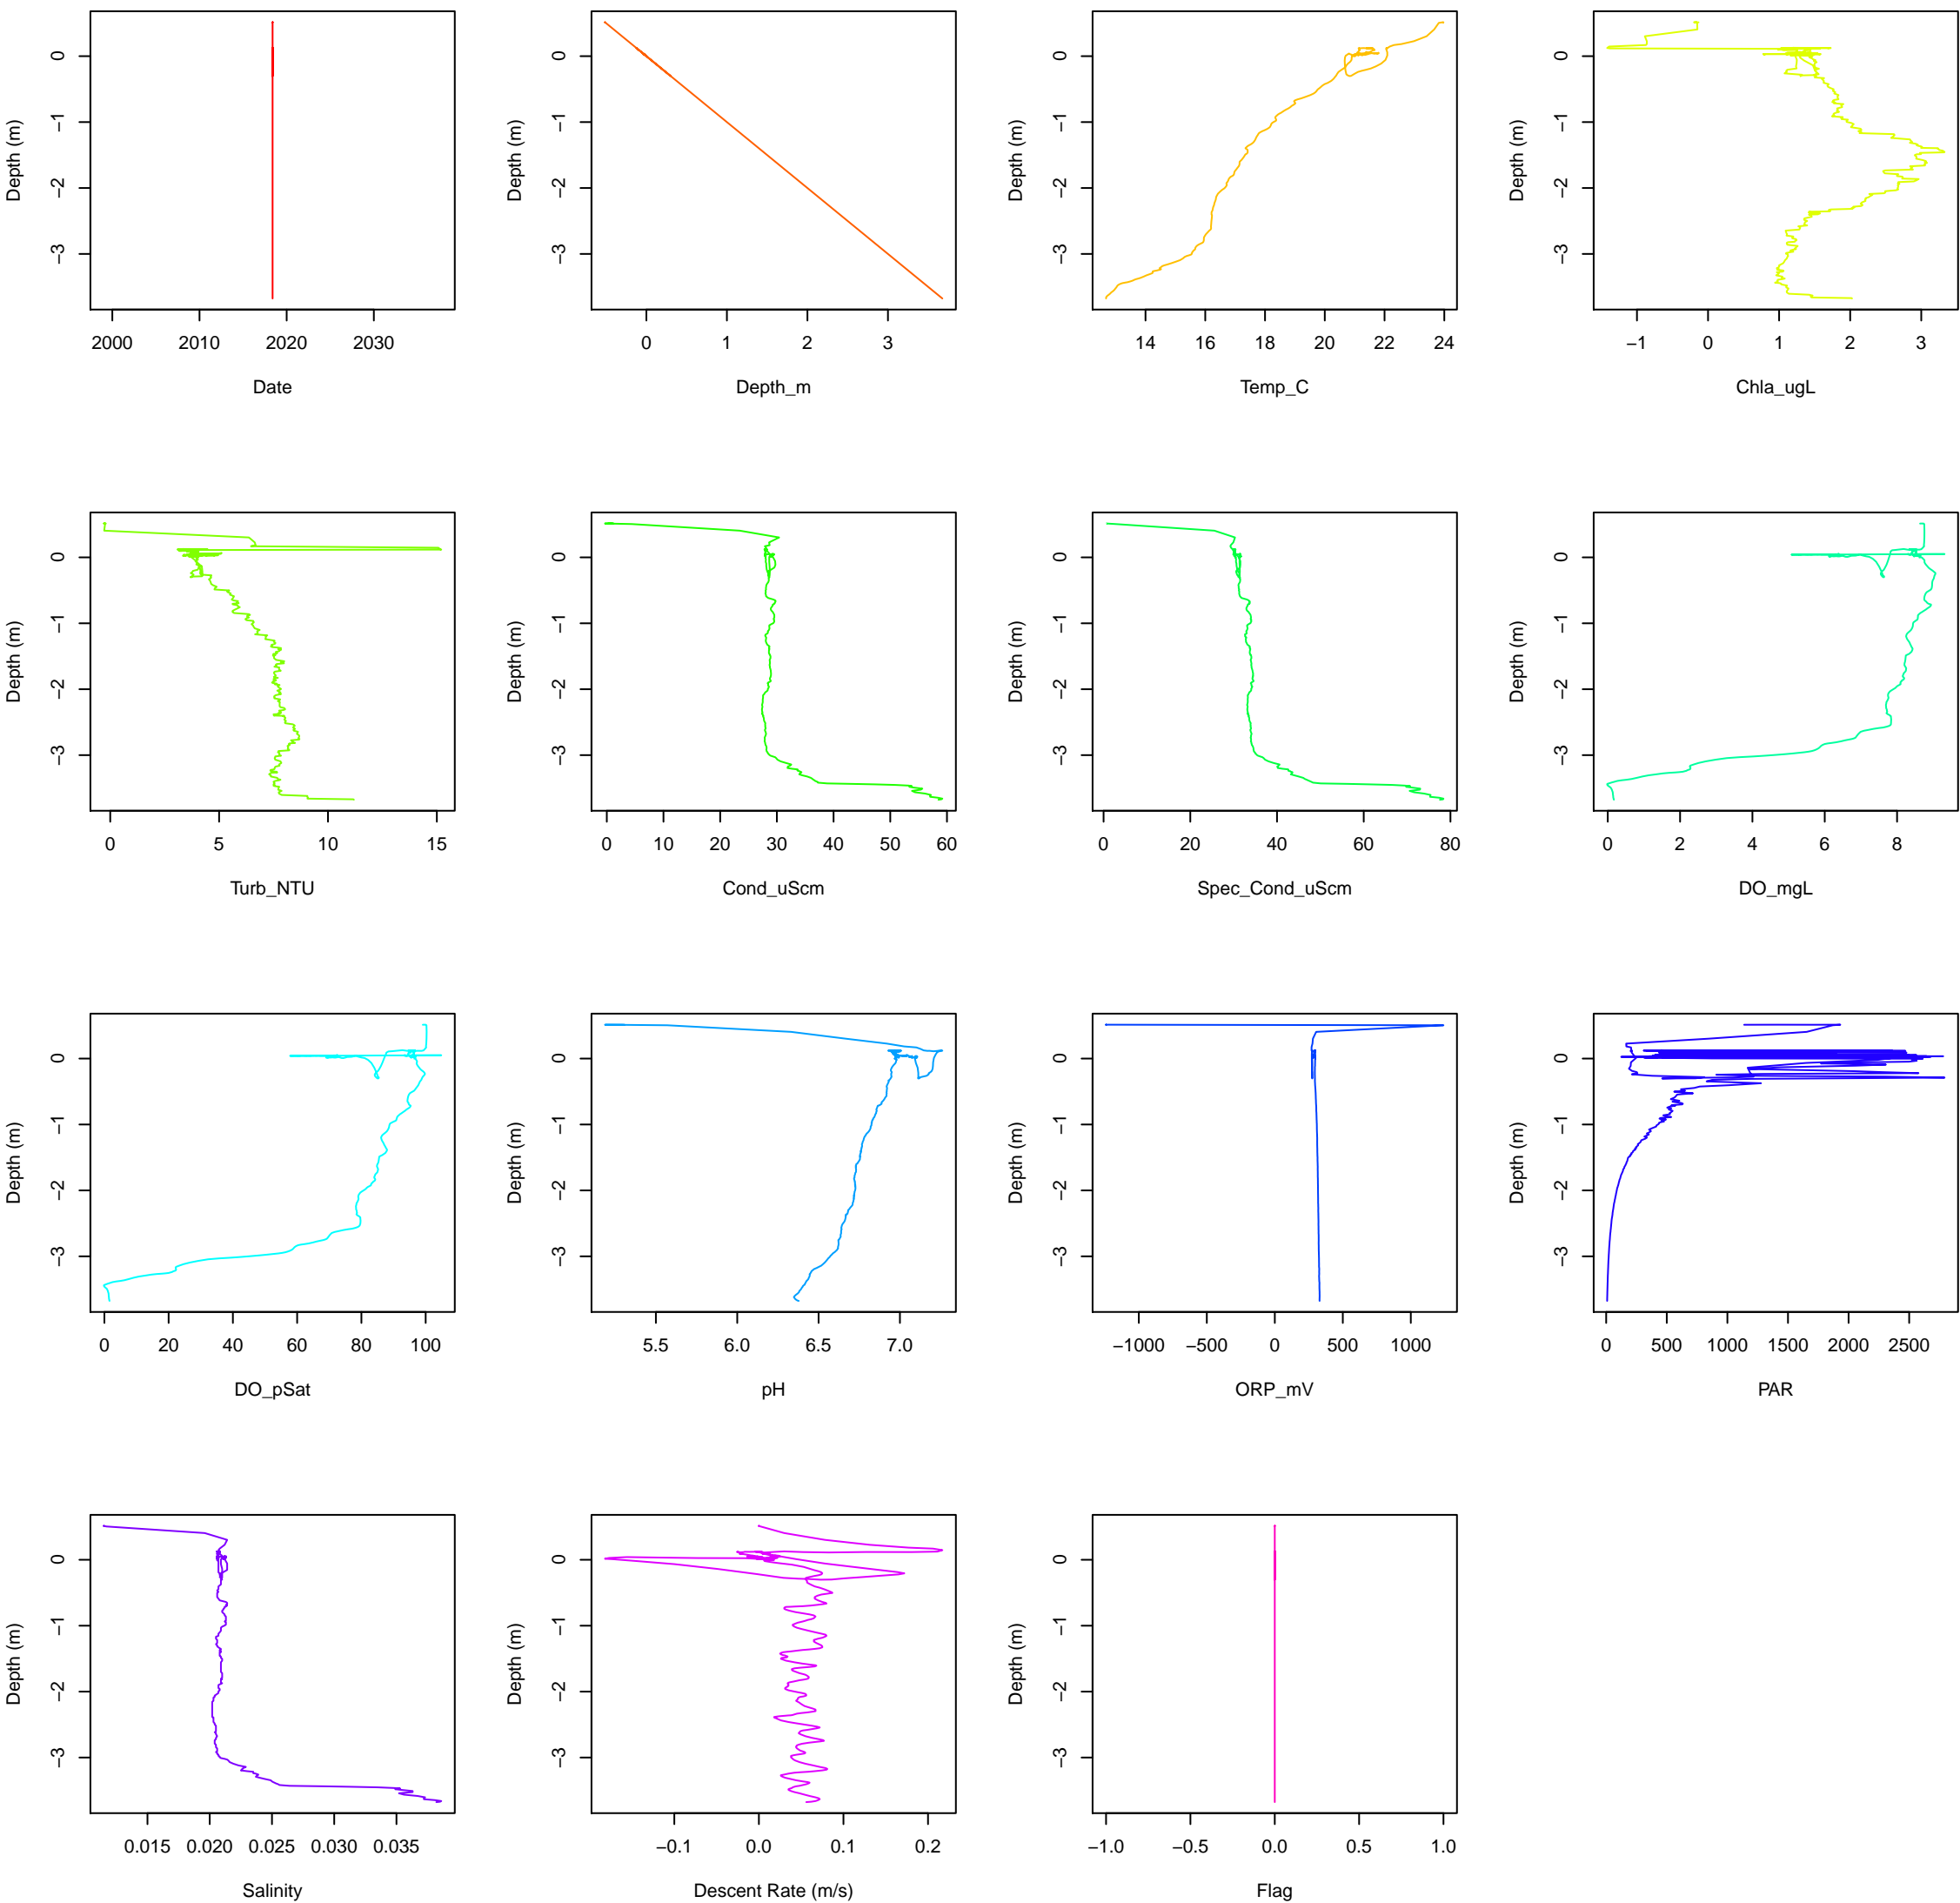 Depth (m) Depth (m) Depth (m) Depth (m)
0 0 0 0
−1 −1 −1 −1
−2 −2 −2 −2
−3 −3 −3 −3
2000 2010 2020 2030 0 1 2 3 14 16 18 20 22 24 −1 0 1 2 3
Date Depth_m Temp_C Chla_ugL
Depth (m) Depth (m) Depth (m) Depth (m)
0 0 0 0
−1 −1 −1 −1
−2 −2 −2 −2
−3 −3 −3 −3
0 5 10 15 0 10 20 30 40 50 60 0 20 40 60 80 0 2 4 6 8
Turb_NTU Cond_uScm Spec_Cond_uScm DO_mgL
Depth (m) Depth (m) Depth (m) Depth (m)
0 0 0 0
−1 −1 −1 −1
−2 −2 −2 −2
−3 −3 −3 −3
0 20 40 60 80 100 5.5 6.0 6.5 7.0 −1000 −500 0 500 1000 0 500 1000 1500 2000 2500
DO_pSat pH ORP_mV PAR
Depth (m) Depth (m) Depth (m)
0 0 0
−1 −1 −1
−2 −2 −2
−3 −3 −3
0.015 0.020 0.025 0.030 0.035 −0.1 0.0 0.1 0.2 −1.0 −0.5 0.0 0.5 1.0
Salinity Descent Rate (m/s) Flag